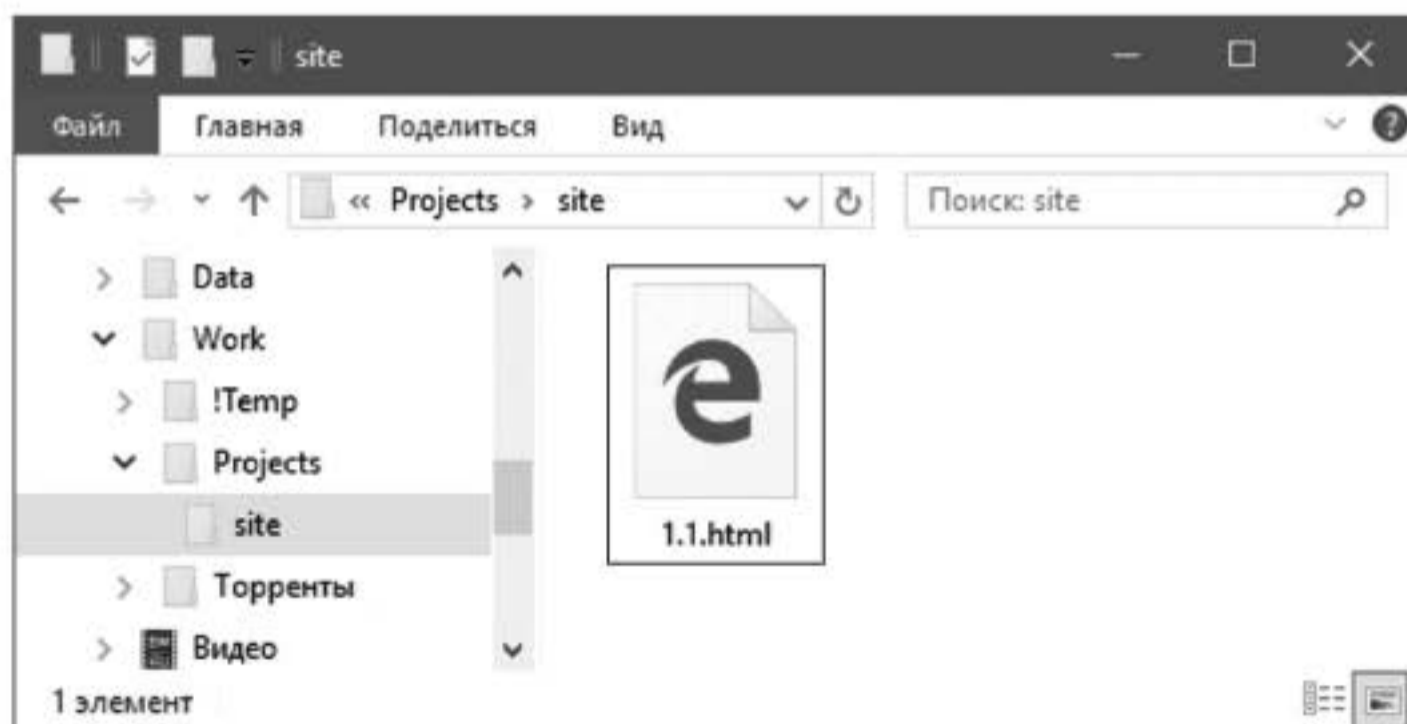 site
Файл Главная Поделиться Вид
« Projects › site Поиск: site
Data
Work
!Temp
Projects
site
Торренты
Видео
1.1.html
1 элемент